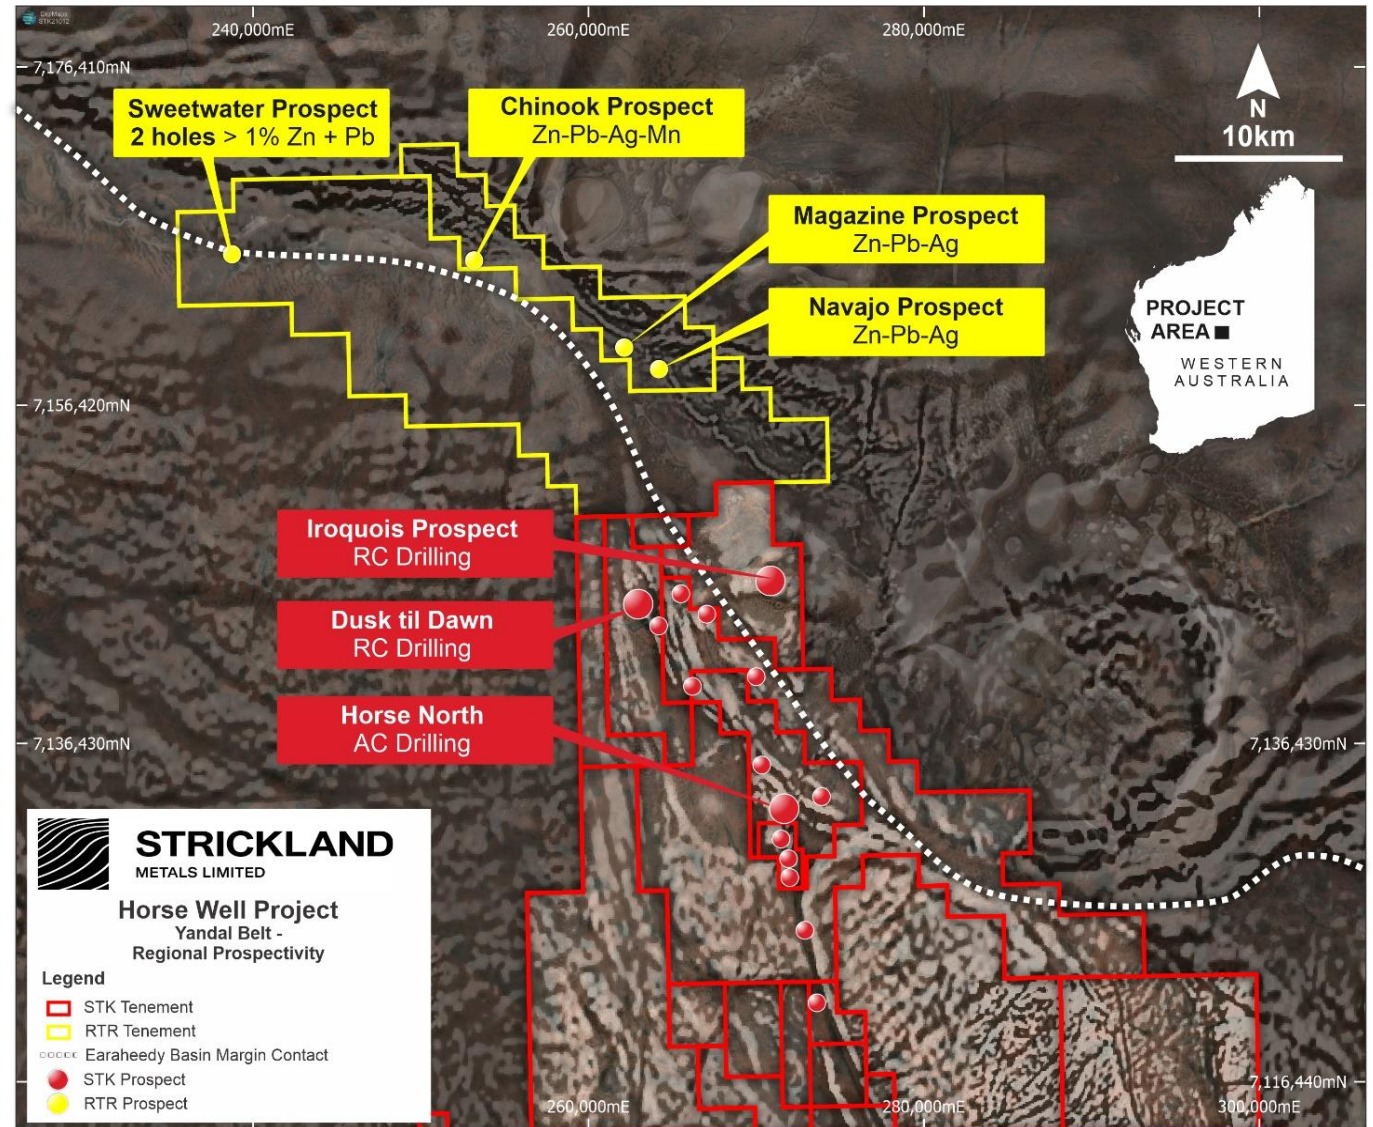 DigiMaps
STK21012
240,000mE
260,000mE
280,000mE
7,176,410mN
Sweetwater Prospect
2 holes > 1% Zn + Pb
Chinook Prospect
Zn-Pb-Ag-Mn
N
10km
Magazine Prospect
Zn-Pb-Ag
Navajo Prospect
Zn-Pb-Ag
PROJECT
AREA
WESTERN
AUSTRALIA
7,156,420mN
Iroquois Prospect
RC Drilling
Dusk til Dawn
RC Drilling
Horse North
AC Drilling
7,136,430mN
7,136,430mN
STRICKLAND
METALS LIMITED
Horse Well Project
Yandal Belt -
Regional Prospectivity
Legend
STK Tenement
RTR Tenement
Earaheedy Basin Margin Contact
STK Prospect
RTR Prospect
7,116,440mN
260,000mE
280,000mE
300,000mE